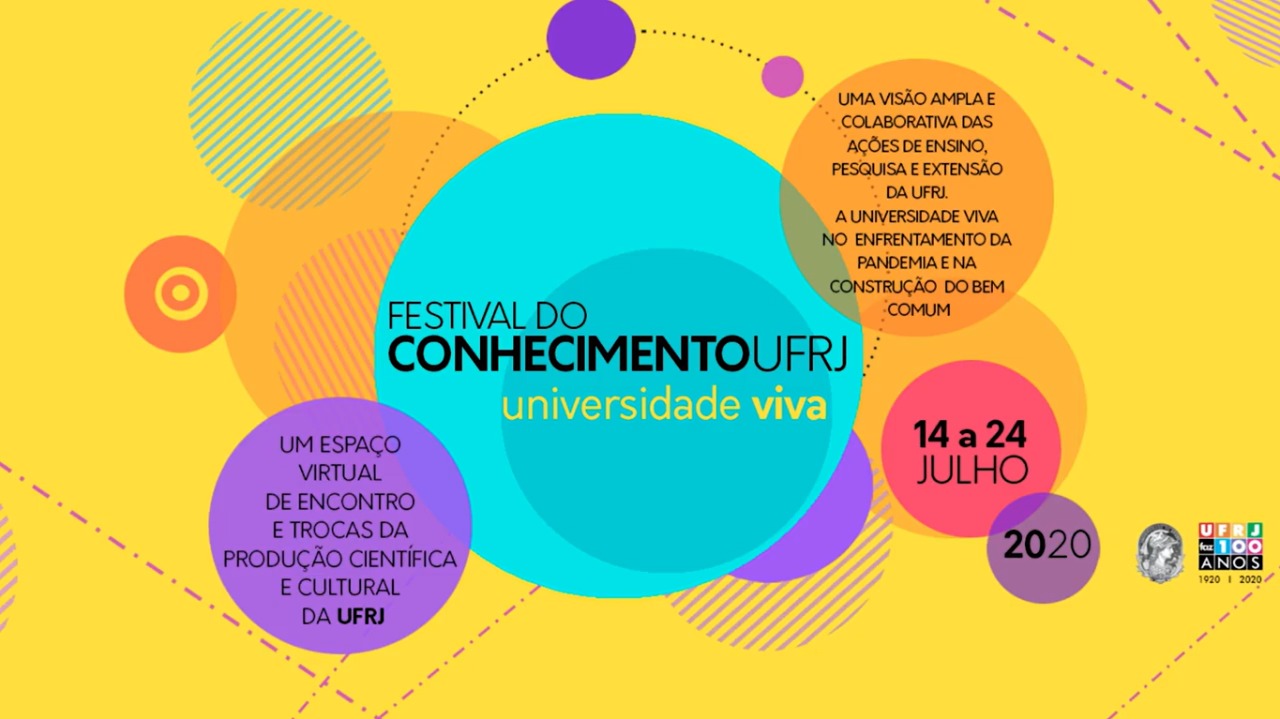 UMA VISÃO AMPLA E
COLABORATIVA DAS
AÇÕES DE ENSINO,
PESQUISA E EXTENSÃO
DA UFRJ.
A UNIVERSIDADE VIVA
NO ENFRENTAMENTO DA
PANDEMIA E NA
CONSTRUÇÃO DO BEM
COMUM
FESTIVAL DO
CONHECIMENTOUFRJ
universidade viva
14 a 24
JULHO
2020
UM ESPAÇO
VIRTUAL
DE ENCONTRO
E TROCAS DA
PRODUÇÃO CIENTÍFICA
E CULTURAL
DA UFRJ
UFRJ
faz 100
ANOS
1920 | 2020